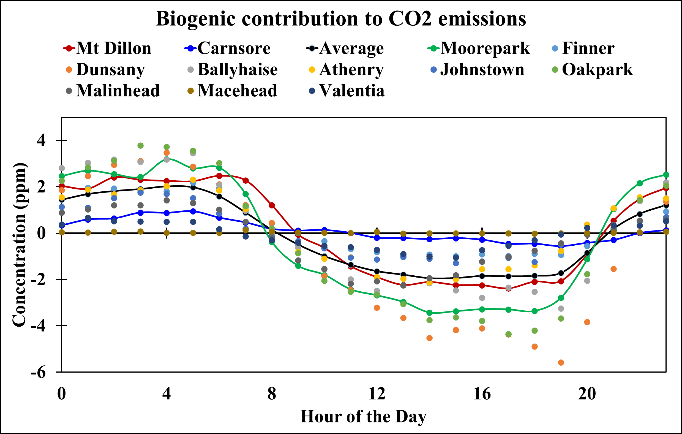 Biogenic contribution to CO2 emissions
Mt Dillon Carnsore Average Moorepark Finner
Dunsany Ballyhaise Athenry Johnstown Oakpark
Malinhead Macehead Valentia
Concentration (ppm)
4
2
0
-2
-4
-6
0 4 8 12 16 20
Hour of the Day